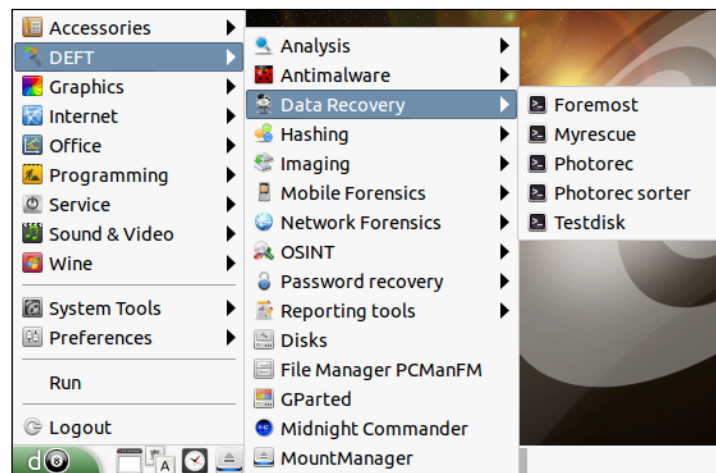 Accessories
DEFT
Graphics
Internet
Office
Programming
Service
Sound & Video
Wine
System Tools
Preferences
Run
Logout
Analysis
Antimalware
Data Recovery
Hashing
Imaging
Mobile Forensics
Network Forensics
OSINT
Password recovery
Reporting tools
Disks
File Manager PCManFM
GParted
Midnight Commander
MountManager
Foremost
Myrescue
Photorec
Photorec sorter
Testdisk
d8
A